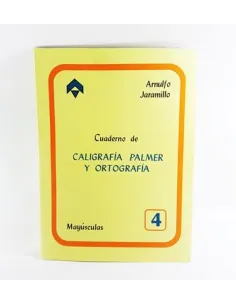 Arnulfo
Jaramillo
Cuaderno de
CALIGRAFÍA PALMER
Y ORTOGRAFÍA
Mayúsculas
4